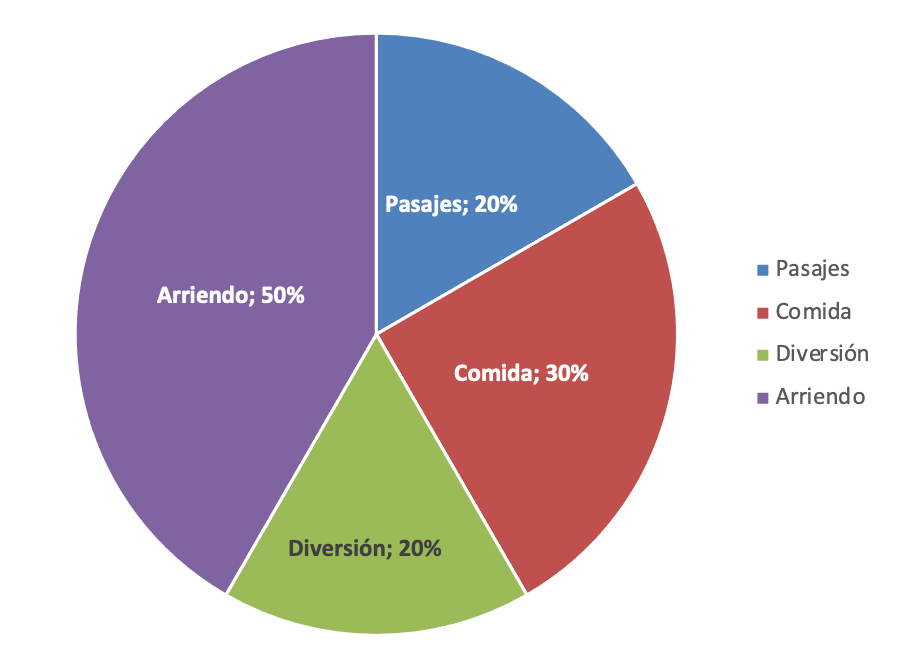 Pasajes; 20%
Arriendo; 50%
Comida; 30%
Diversión; 20%
Pasajes
Comida
Diversión
Arriendo